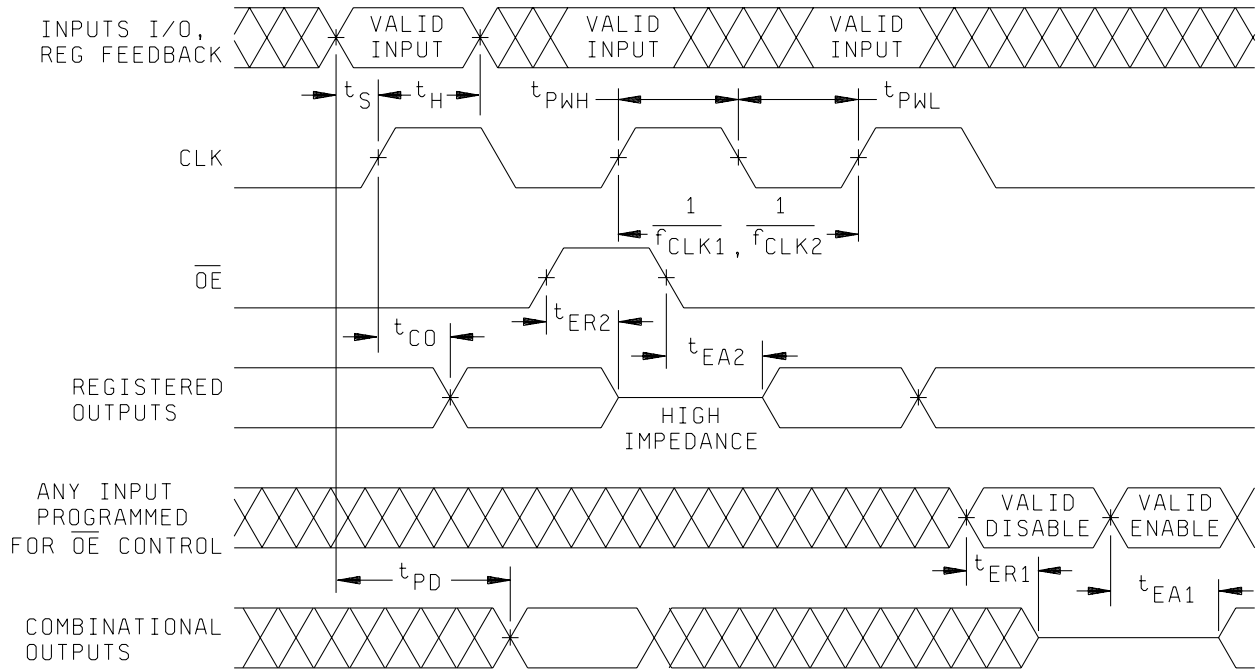 INPUTS I/O,
REG FEEDBACK
VALID
INPUT
VALID
INPUT
VALID
INPUT
tS
tH
tPWH
tPWL
CLK
1
fCLK1
,
1
fCLK2
OE
tER2
tCO
tEA2
REGISTERED
OUTPUTS
HIGH
IMPEDANCE
ANY INPUT
PROGRAMMED
FOR OE CONTROL
VALID
DISABLE
VALID
ENABLE
tER1
tPD
tEA1
COMBINATIONAL
OUTPUTS